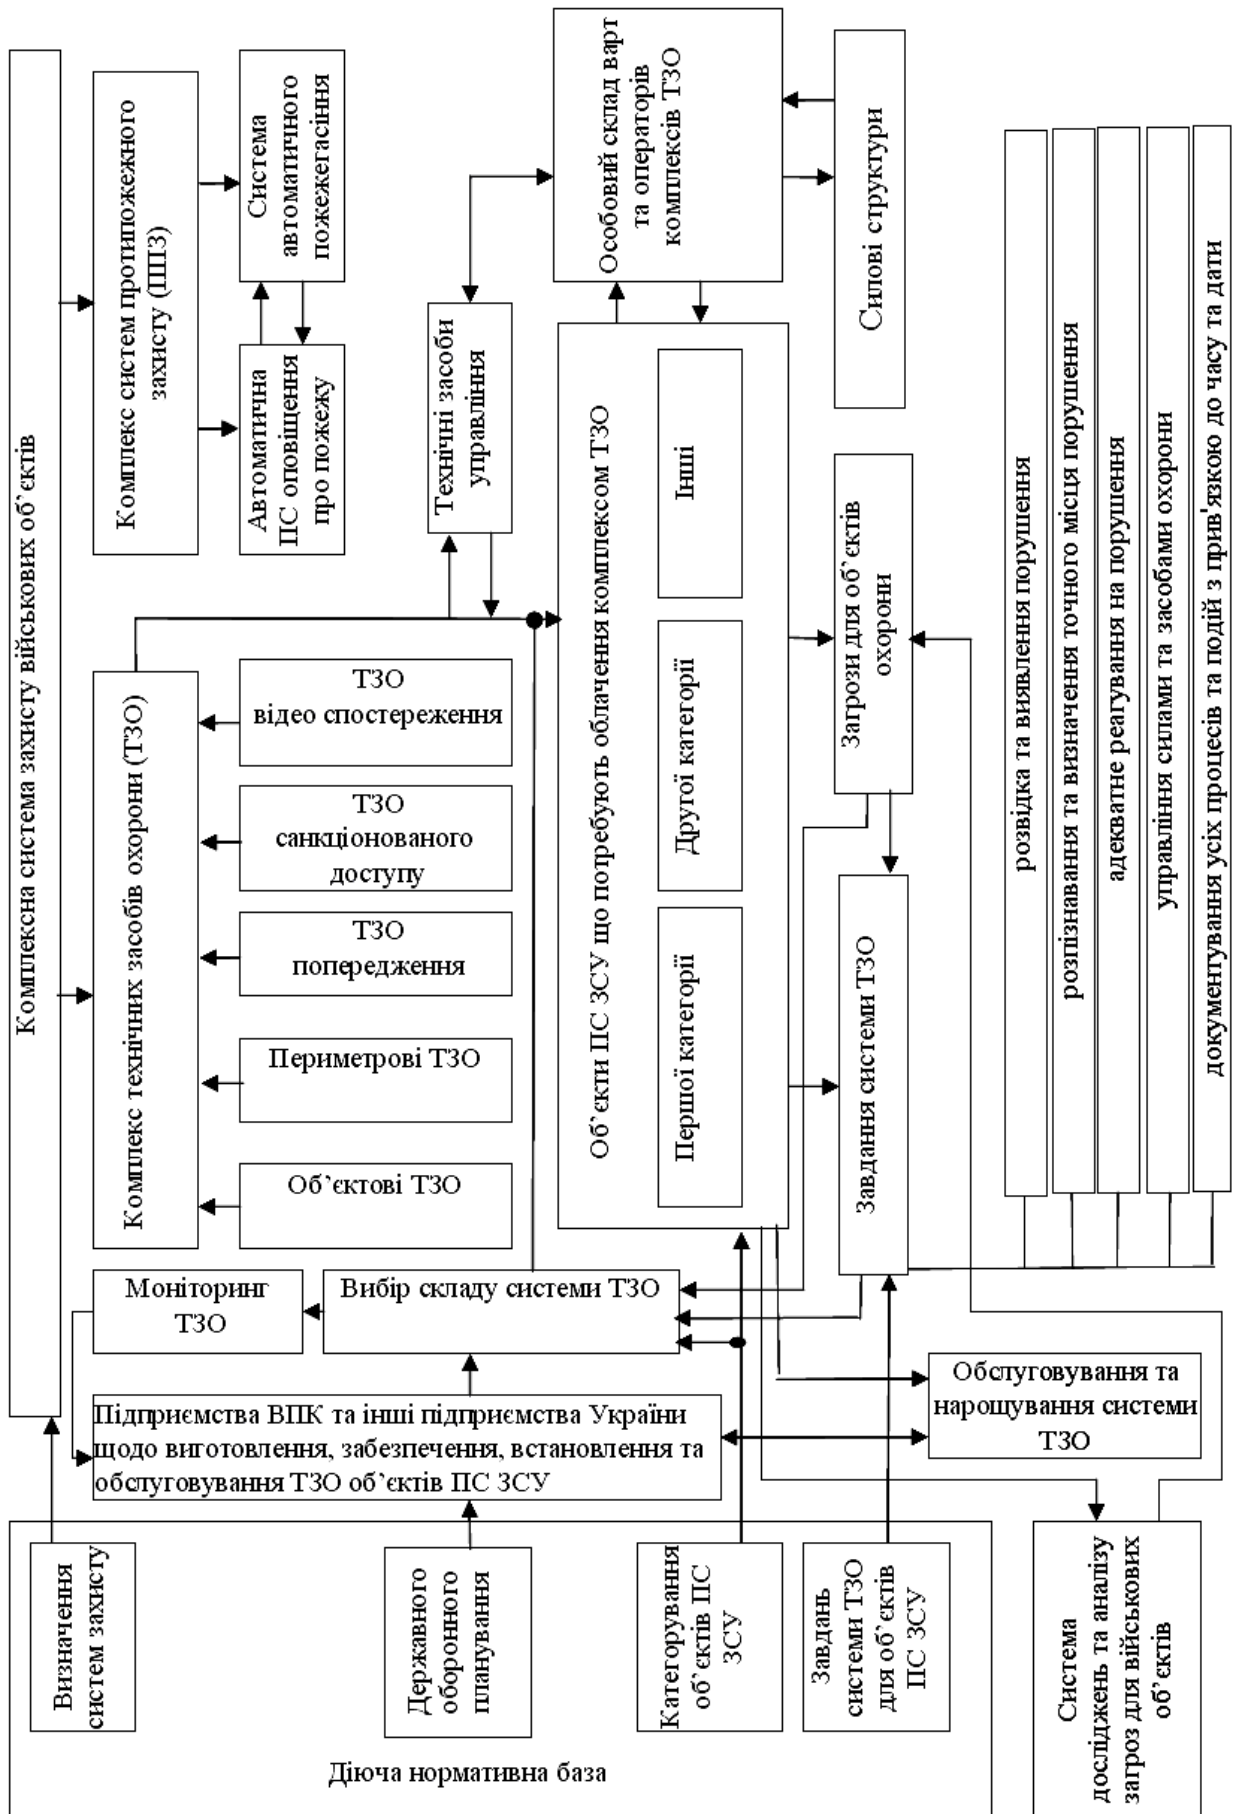 Комплексна система захисту військових об’єктів
Комплекс систем протипожежного
захисту (ППЗ)
Система
автоматичного
пожежегасіння
Автоматична
ПС оповіщення
про пожежу
Комплекс технічних засобів охорони (ТЗО)
ТЗО
відео спостереження
ТЗО
санкціонованого
доступу
ТЗО
попередження
Периметрові ТЗО
Об’єктові ТЗО
Технічні засоби
управління
Особовий склад варт
та операторів
комплексів ТЗО
Силові структури
Об’єкти ПС ЗСУ що потребують облачення комплексом ТЗО
Першої категорії
Другої категорії
Інші
Загрози для об’єктів
охорони
Завдання системи ТЗО
розвідка та виявлення порушення
розпізнавання та визначення точного місця порушення
адекватне реагування на порушення
управління силами та засобами охорони
документування усіх процесів та подій з прив'язкою до часу та дати
Моніторинг
ТЗО
Вибір складу системи ТЗО
Підприємства ВПК та інші підприємства України
щодо виготовлення, забезпечення, встановлення та
обслуговування ТЗО об’єктів ПС ЗСУ
Обслуговування та
нарощування системи
ТЗО
Визначення
систем захисту
Державного
оборонного
планування
Категорування
об’єктів ПС
ЗСУ
Завдань
системи ТЗО
для об’єктів
ПС ЗСУ
Діюча нормативна база
Система
досліджень та аналізу
загроз для військових
об’єктів